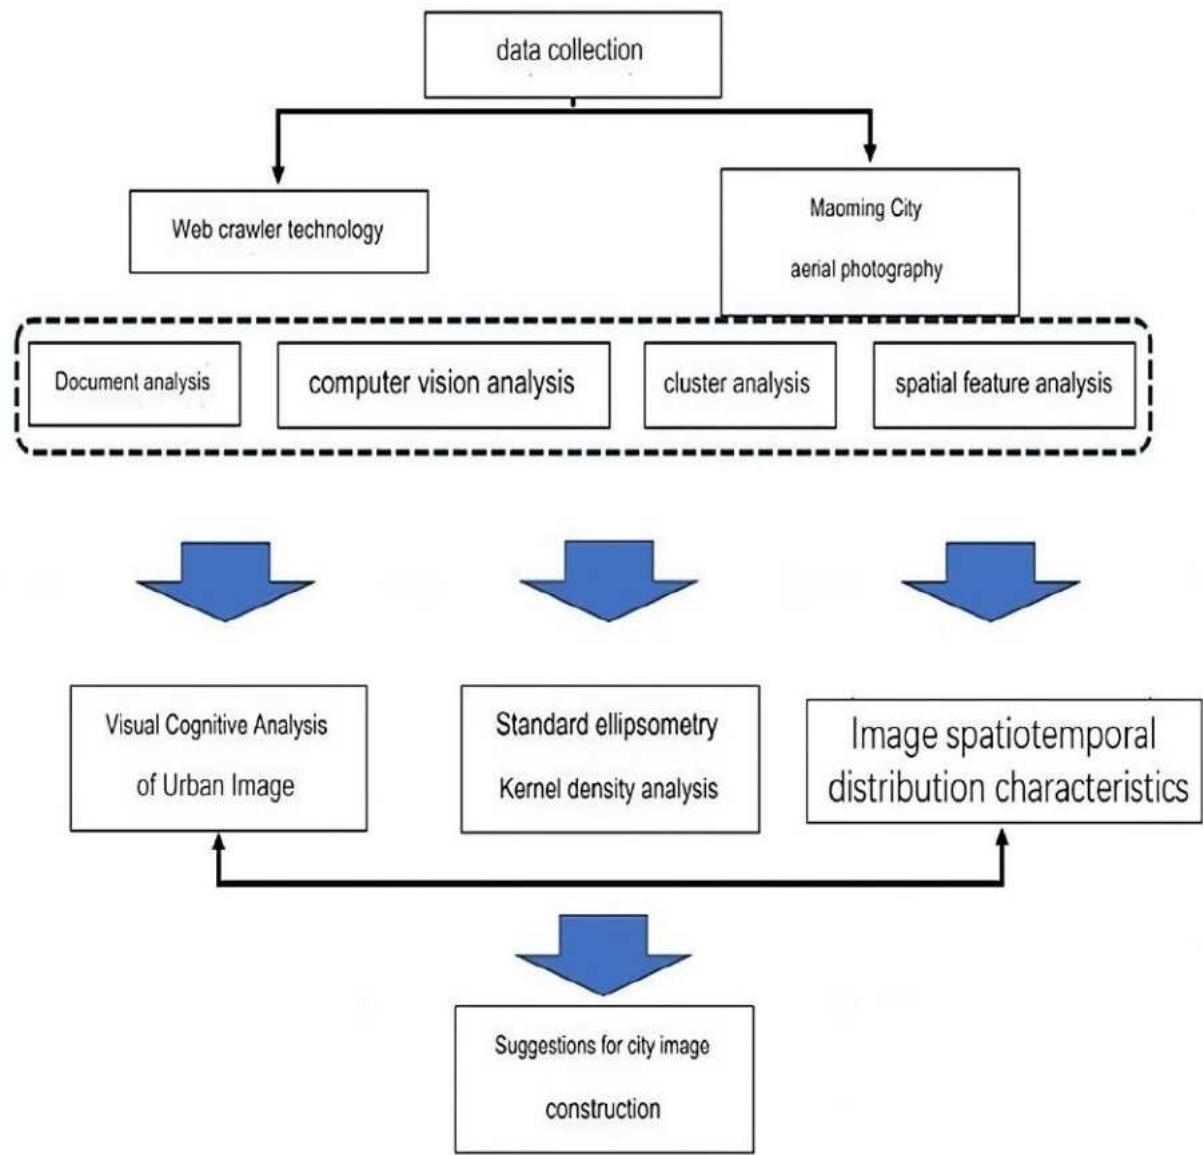 data collection
Web crawler technology
Maoming City
aerial photography
Document analysis
computer vision analysis
cluster analysis
spatial feature analysis
Visual Cognitive Analysis
of Urban Image
Standard ellipsometry
Kernel density analysis
Image spatiotemporal
distribution characteristics
Suggestions for city image
construction